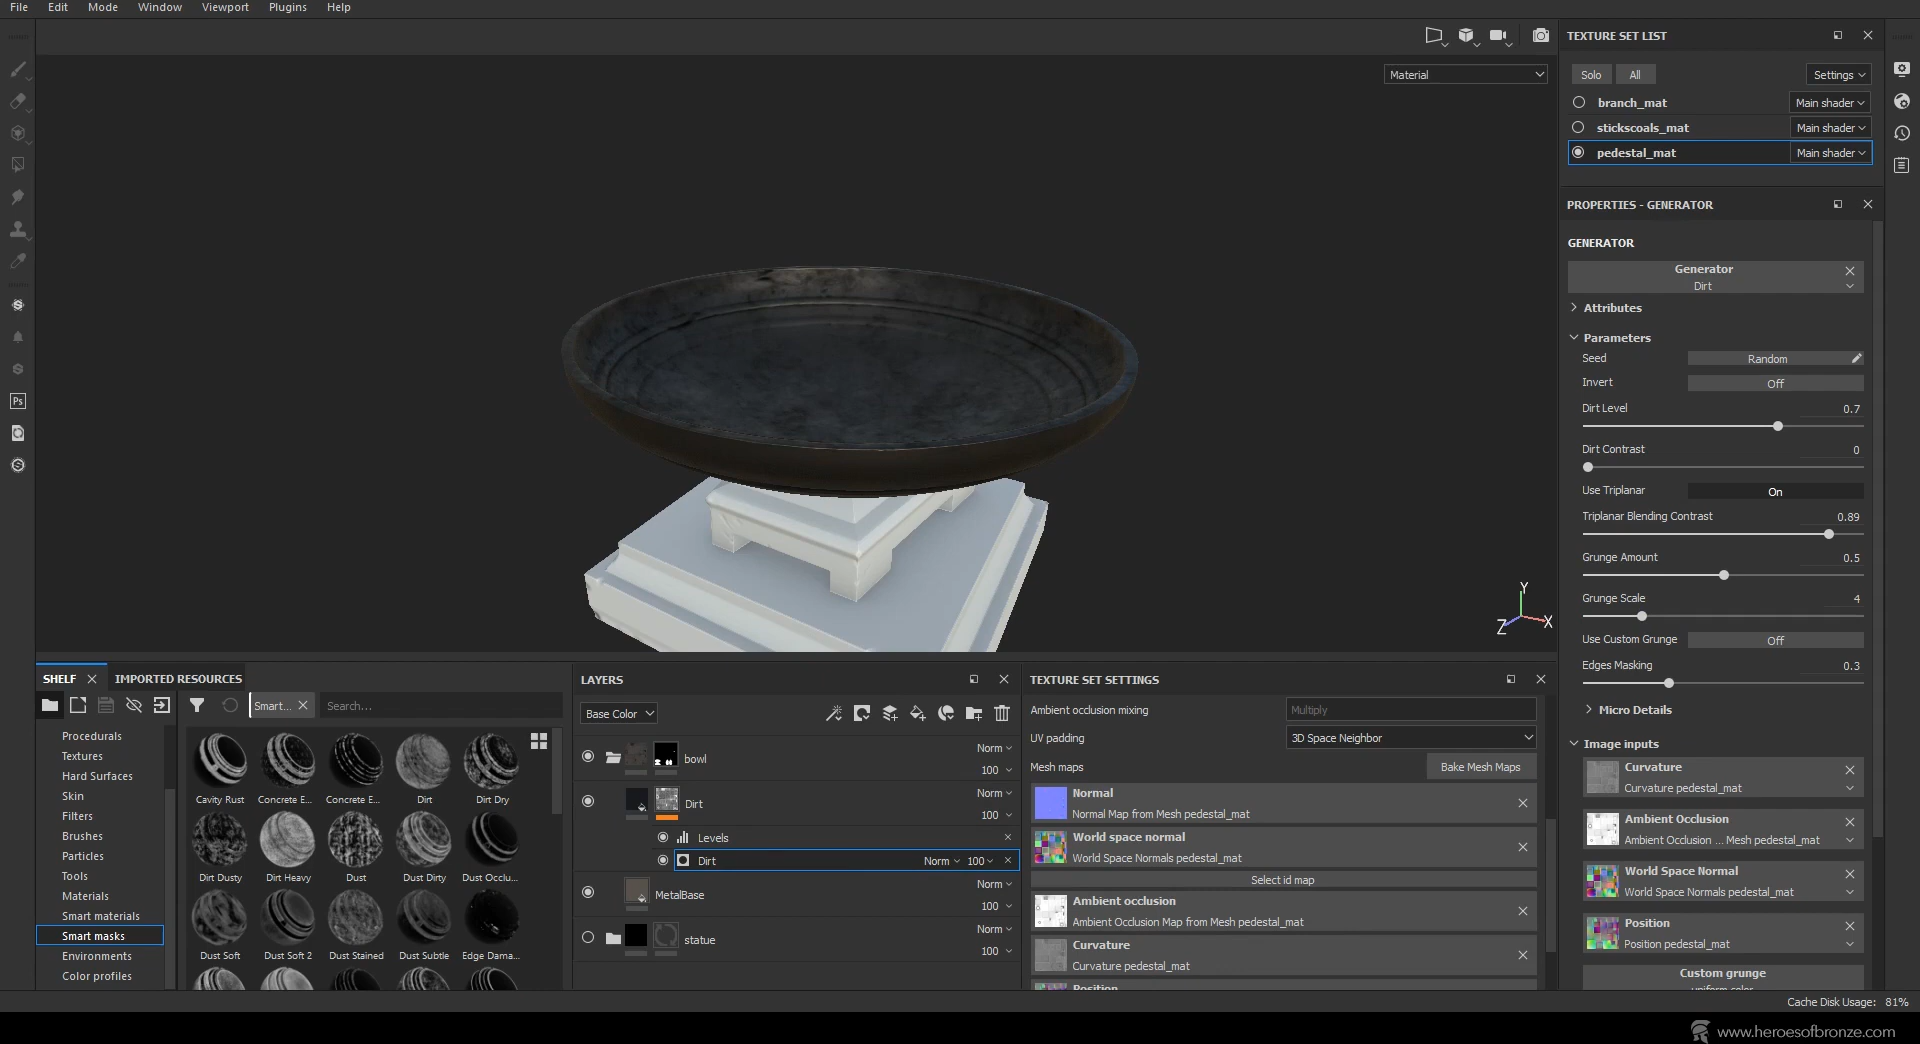 File Edit Mode Window Viewport Plugins Help
Material
TEXTURE SET LIST
Solo All Settings
branch_mat Main shader
stickscoals_mat Main shader
pedestal_mat Main shader
PROPERTIES - GENERATOR
GENERATOR
Generator
Dirt
Attributes
Parameters
Seed Random
Invert Off
Dirt Level 0.7
Dirt Contrast 0
Use Triplanar On
Triplanar Blending Contrast 0.89
Grunge Amount 0.5
Grunge Scale 4
Use Custom Grunge Off
Edges Masking 0.3
Micro Details
Image inputs
Curvature
Curvature pedestal_mat
Ambient Occlusion
Ambient Occlusion ... Mesh pedestal_mat
World Space Normal
World Space Normals pedestal_mat
Position
Position pedestal_mat
Custom grunge
uniform color
Y
Z X
Ps
SHELF IMPORTED RESOURCES
Smart... Search...
Procedurals
Textures
Hard Surfaces
Skin
Filters
Brushes
Particles
Tools
Materials
Smart materials
Smart masks
Environments
Color profiles
Cavity Rust Concrete E... Concrete E... Dirt Dirt Dry
Dirt Dusty Dirt Heavy Dust Dust Dirty Dust Occlu...
Dust Soft Dust Soft 2 Dust Stained Dust Subtle Edge Dama...
LAYERS
Base Color
bowl Norm
100
Dirt Norm
100
Levels
Dirt Norm 100
MetalBase Norm
100
statue Norm
100
TEXTURE SET SETTINGS
Ambient occlusion mixing Multiply
UV padding 3D Space Neighbor
Mesh maps Bake Mesh Maps
Normal
Normal Map from Mesh pedestal_mat
World space normal
World Space Normals pedestal_mat
Select id map
Ambient occlusion
Ambient Occlusion Map from Mesh pedestal_mat
Curvature
Curvature pedestal_mat
Position
Cache Disk Usage: 81%
www.heroesofbronze.com